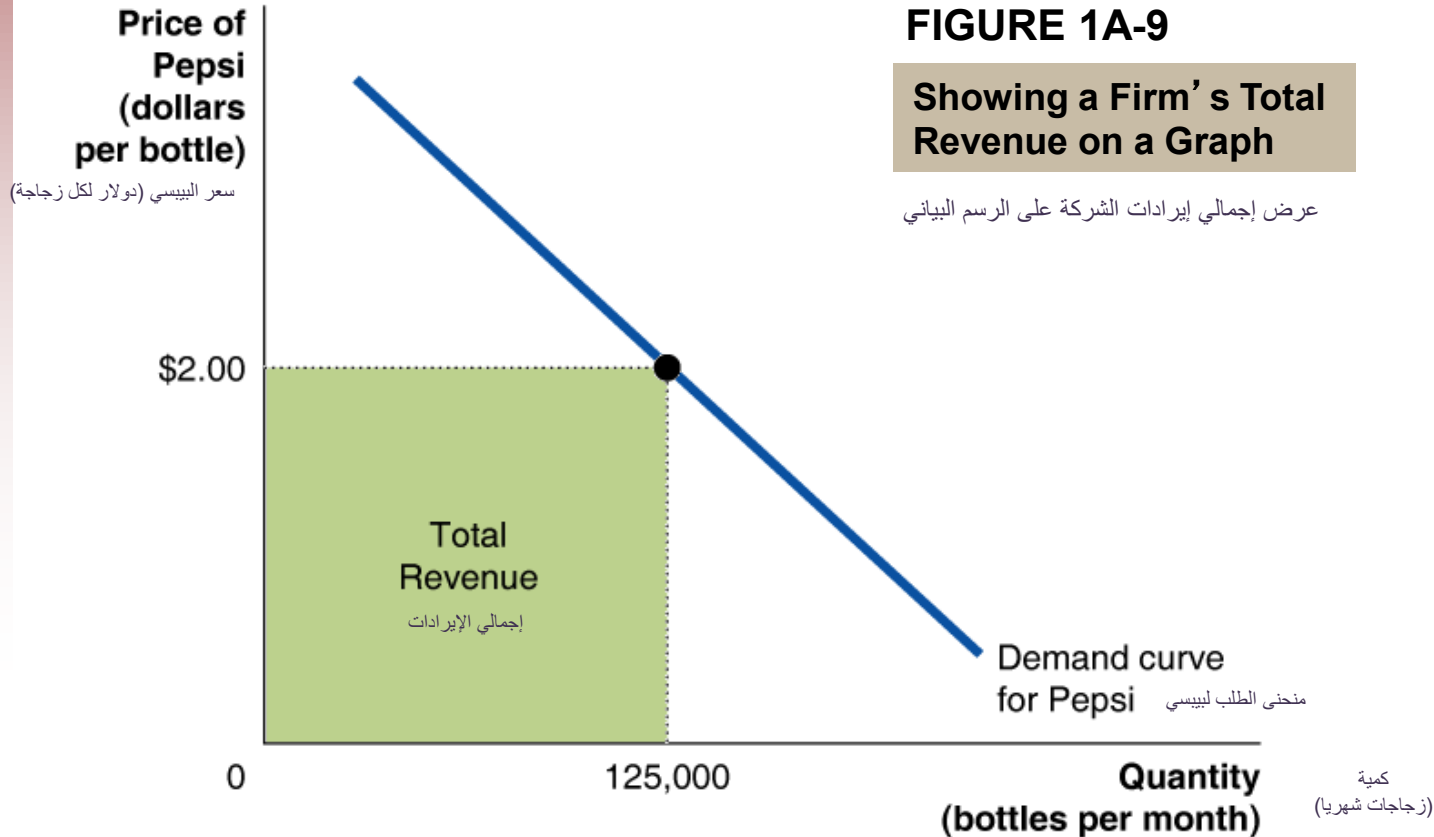 Price of
Pepsi
(dollars
per bottle)
سعر البيبسي (دولار لكل زجاجة)
FIGURE 1A-9
Showing a Firm's Total
Revenue on a Graph
عرض إجمالي إيرادات الشركة على الرسم البياني
$2.00
Total
Revenue
إجمالي الإيرادات
Demand curve
for Pepsi
منحنى الطلب لبيبسي
0
125,000
Quantity
(bottles per month)
كمية
(زجاجات شهريا)